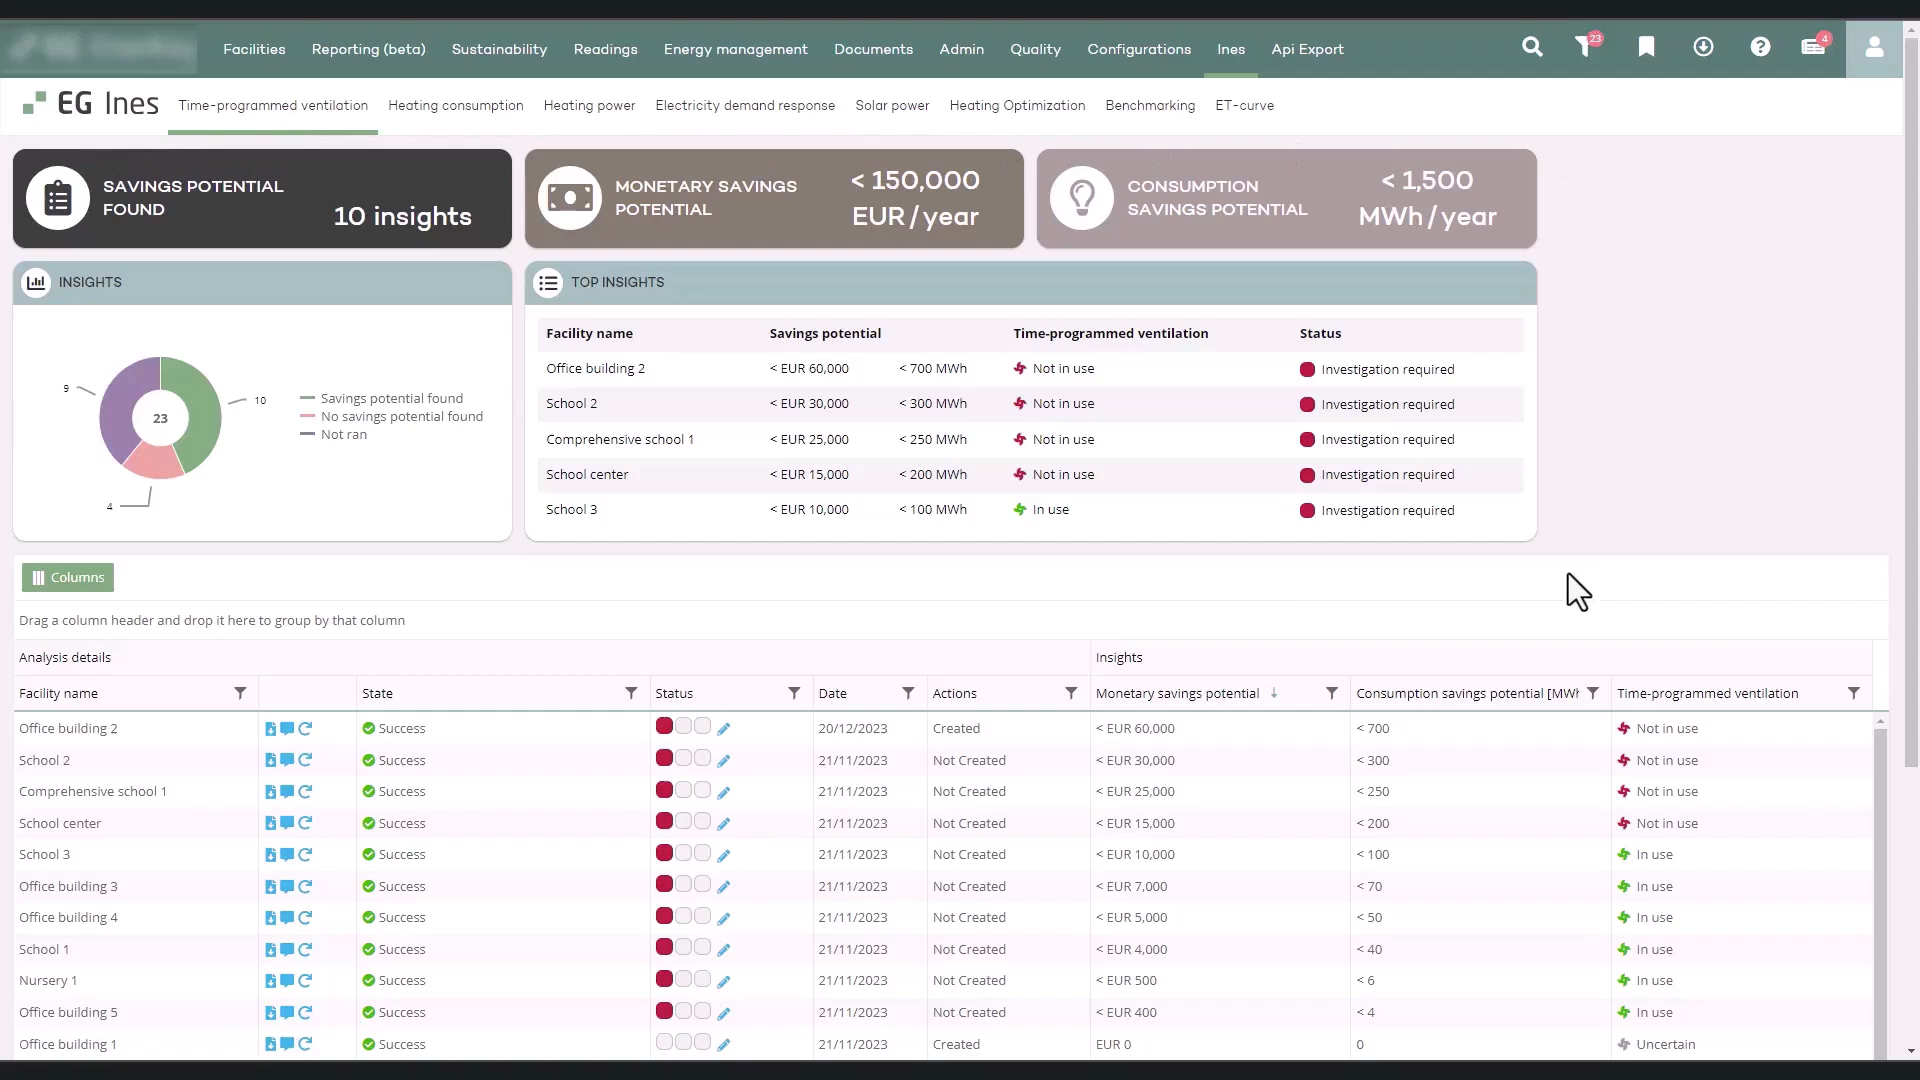 Facilities Reporting (beta) Sustainability Readings Energy management Documents Admin Quality Configurations Ines Api Export 23 4
EG Ines Time-programmed ventilation Heating consumption Heating power Electricity demand response Solar power Heating Optimization Benchmarking ET-curve
SAVINGS POTENTIAL
FOUND
10 insights
MONETARY SAVINGS
POTENTIAL
< 150,000
EUR / year
CONSUMPTION
SAVINGS POTENTIAL
< 1,500
MWh / year
INSIGHTS
9
23
10
4
Savings potential found
No savings potential found
Not ran
TOP INSIGHTS
Facility name Savings potential Time-programmed ventilation Status
Office building 2 < EUR 60,000 < 700 MWh Not in use Investigation required
School 2 < EUR 30,000 < 300 MWh Not in use Investigation required
Comprehensive school 1 < EUR 25,000 < 250 MWh Not in use Investigation required
School center < EUR 15,000 < 200 MWh Not in use Investigation required
School 3 < EUR 10,000 < 100 MWh In use Investigation required
Columns
Drag a column header and drop it here to group by that column
Analysis details Insights
Facility name State Status Date Actions Monetary savings potential Consumption savings potential [MWh Time-programmed ventilation
Office building 2 Success 20/12/2023 Created < EUR 60,000 < 700 Not in use
School 2 Success 21/11/2023 Not Created < EUR 30,000 < 300 Not in use
Comprehensive school 1 Success 21/11/2023 Not Created < EUR 25,000 < 250 Not in use
School center Success 21/11/2023 Not Created < EUR 15,000 < 200 Not in use
School 3 Success 21/11/2023 Not Created < EUR 10,000 < 100 In use
Office building 3 Success 21/11/2023 Not Created < EUR 7,000 < 70 In use
Office building 4 Success 21/11/2023 Not Created < EUR 5,000 < 50 In use
School 1 Success 21/11/2023 Not Created < EUR 4,000 < 40 In use
Nursery 1 Success 21/11/2023 Not Created < EUR 500 < 6 In use
Office building 5 Success 21/11/2023 Not Created < EUR 400 < 4 In use
Office building 1 Success 21/11/2023 Created EUR 0 0 Uncertain